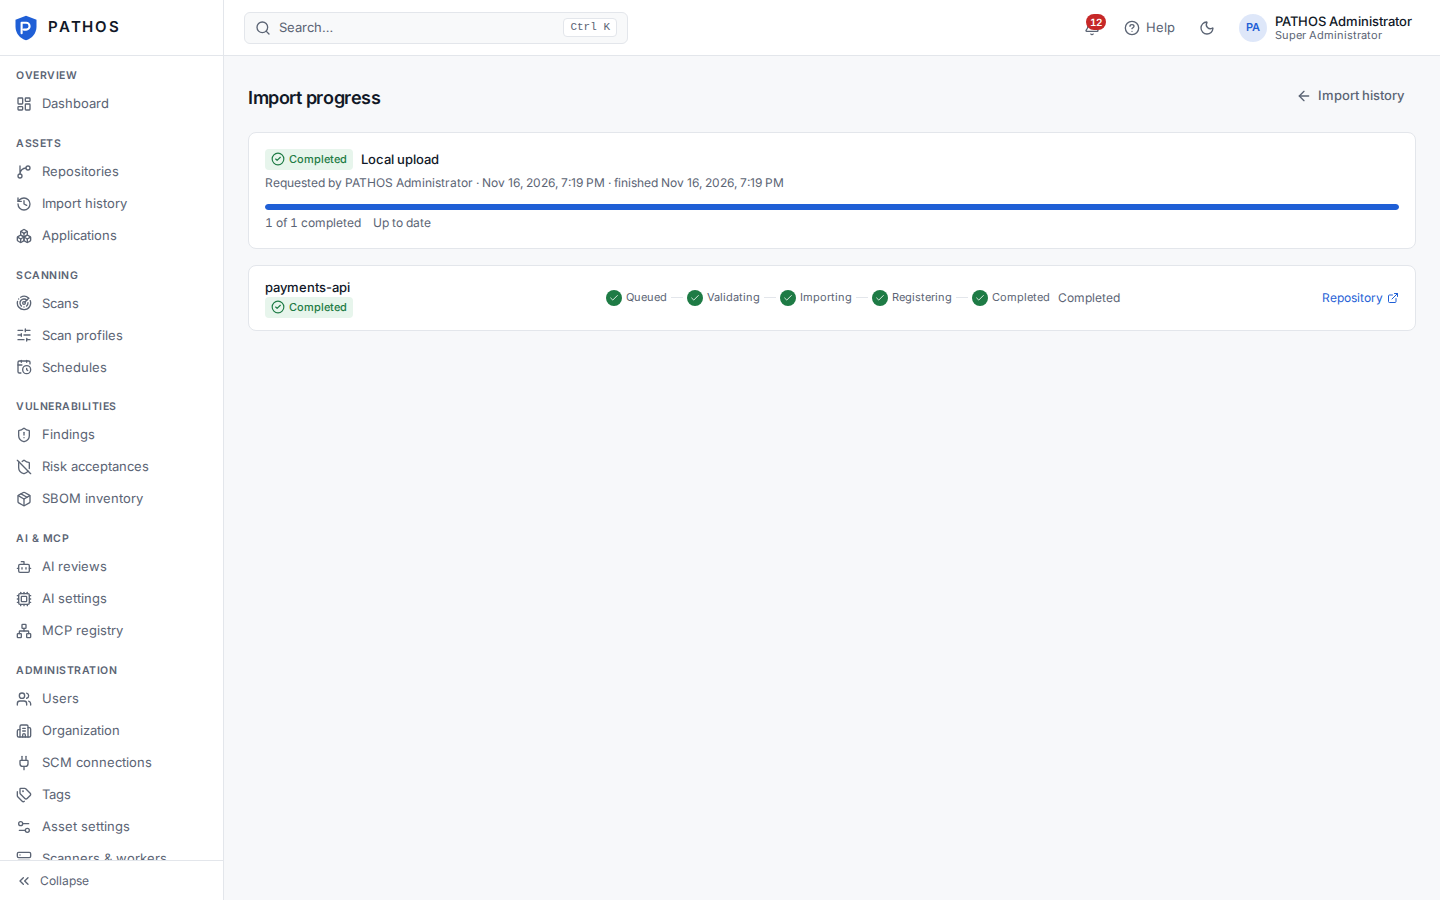 PATHOS
Search...
Ctrl K
12
Help
PA
PATHOS Administrator
Super Administrator
OVERVIEW
Dashboard
ASSETS
Repositories
Import history
Applications
SCANNING
Scans
Scan profiles
Schedules
VULNERABILITIES
Findings
Risk acceptances
SBOM inventory
AI & MCP
AI reviews
AI settings
MCP registry
ADMINISTRATION
Users
Organization
SCM connections
Tags
Asset settings
Scanners & workers
Collapse
Import progress
Import history
Completed Local upload
Requested by PATHOS Administrator · Nov 16, 2026, 7:19 PM · finished Nov 16, 2026, 7:19 PM
1 of 1 completed Up to date
payments-api
Completed
Queued Validating Importing Registering Completed Completed
Repository